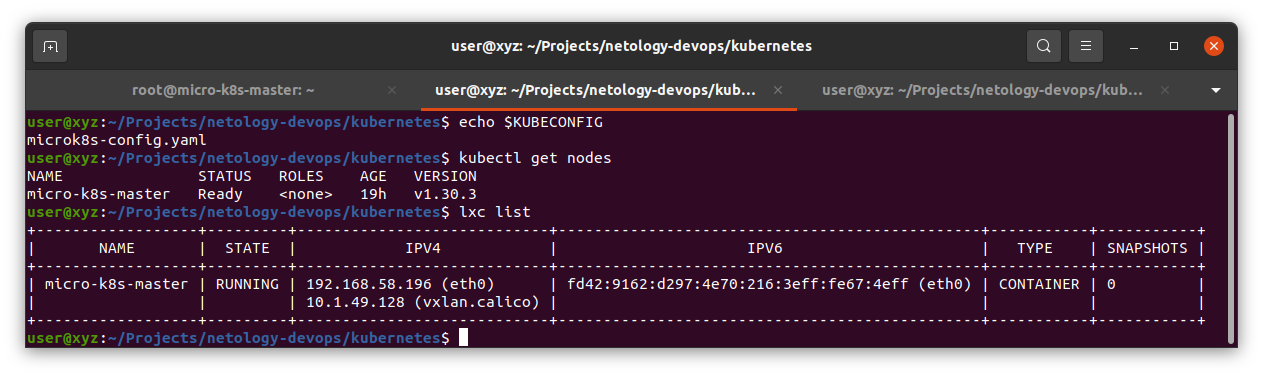 user@xyz: ~/Projects/netology-devops/kubernetes
root@micro-k8s-master: ~ × user@xyz: ~/Projects/netology-devops/kub... × user@xyz: ~/Projects/netology-devops/kub... ×
user@xyz:~/Projects/netology-devops/kubernetes$ echo $KUBECONFIG
microk8s-config.yaml
user@xyz:~/Projects/netology-devops/kubernetes$ kubectl get nodes
NAME               STATUS   ROLES    AGE   VERSION
micro-k8s-master   Ready    <none>   19h   v1.30.3
user@xyz:~/Projects/netology-devops/kubernetes$ lxc list
+------------------+---------+----------------------------+-----------------------------------------------+-----------+-----------+
|       NAME       |  STATE  |            IPV4            |                     IPV6                      |   TYPE    | SNAPSHOTS |
+------------------+---------+----------------------------+-----------------------------------------------+-----------+-----------+
| micro-k8s-master | RUNNING | 192.168.58.196 (eth0)      | fd42:9162:d297:4e70:216:3eff:fe67:4eff (eth0) | CONTAINER | 0         |
|                  |         | 10.1.49.128 (vxlan.calico) |                                               |           |           |
+------------------+---------+----------------------------+-----------------------------------------------+-----------+-----------+
user@xyz:~/Projects/netology-devops/kubernetes$